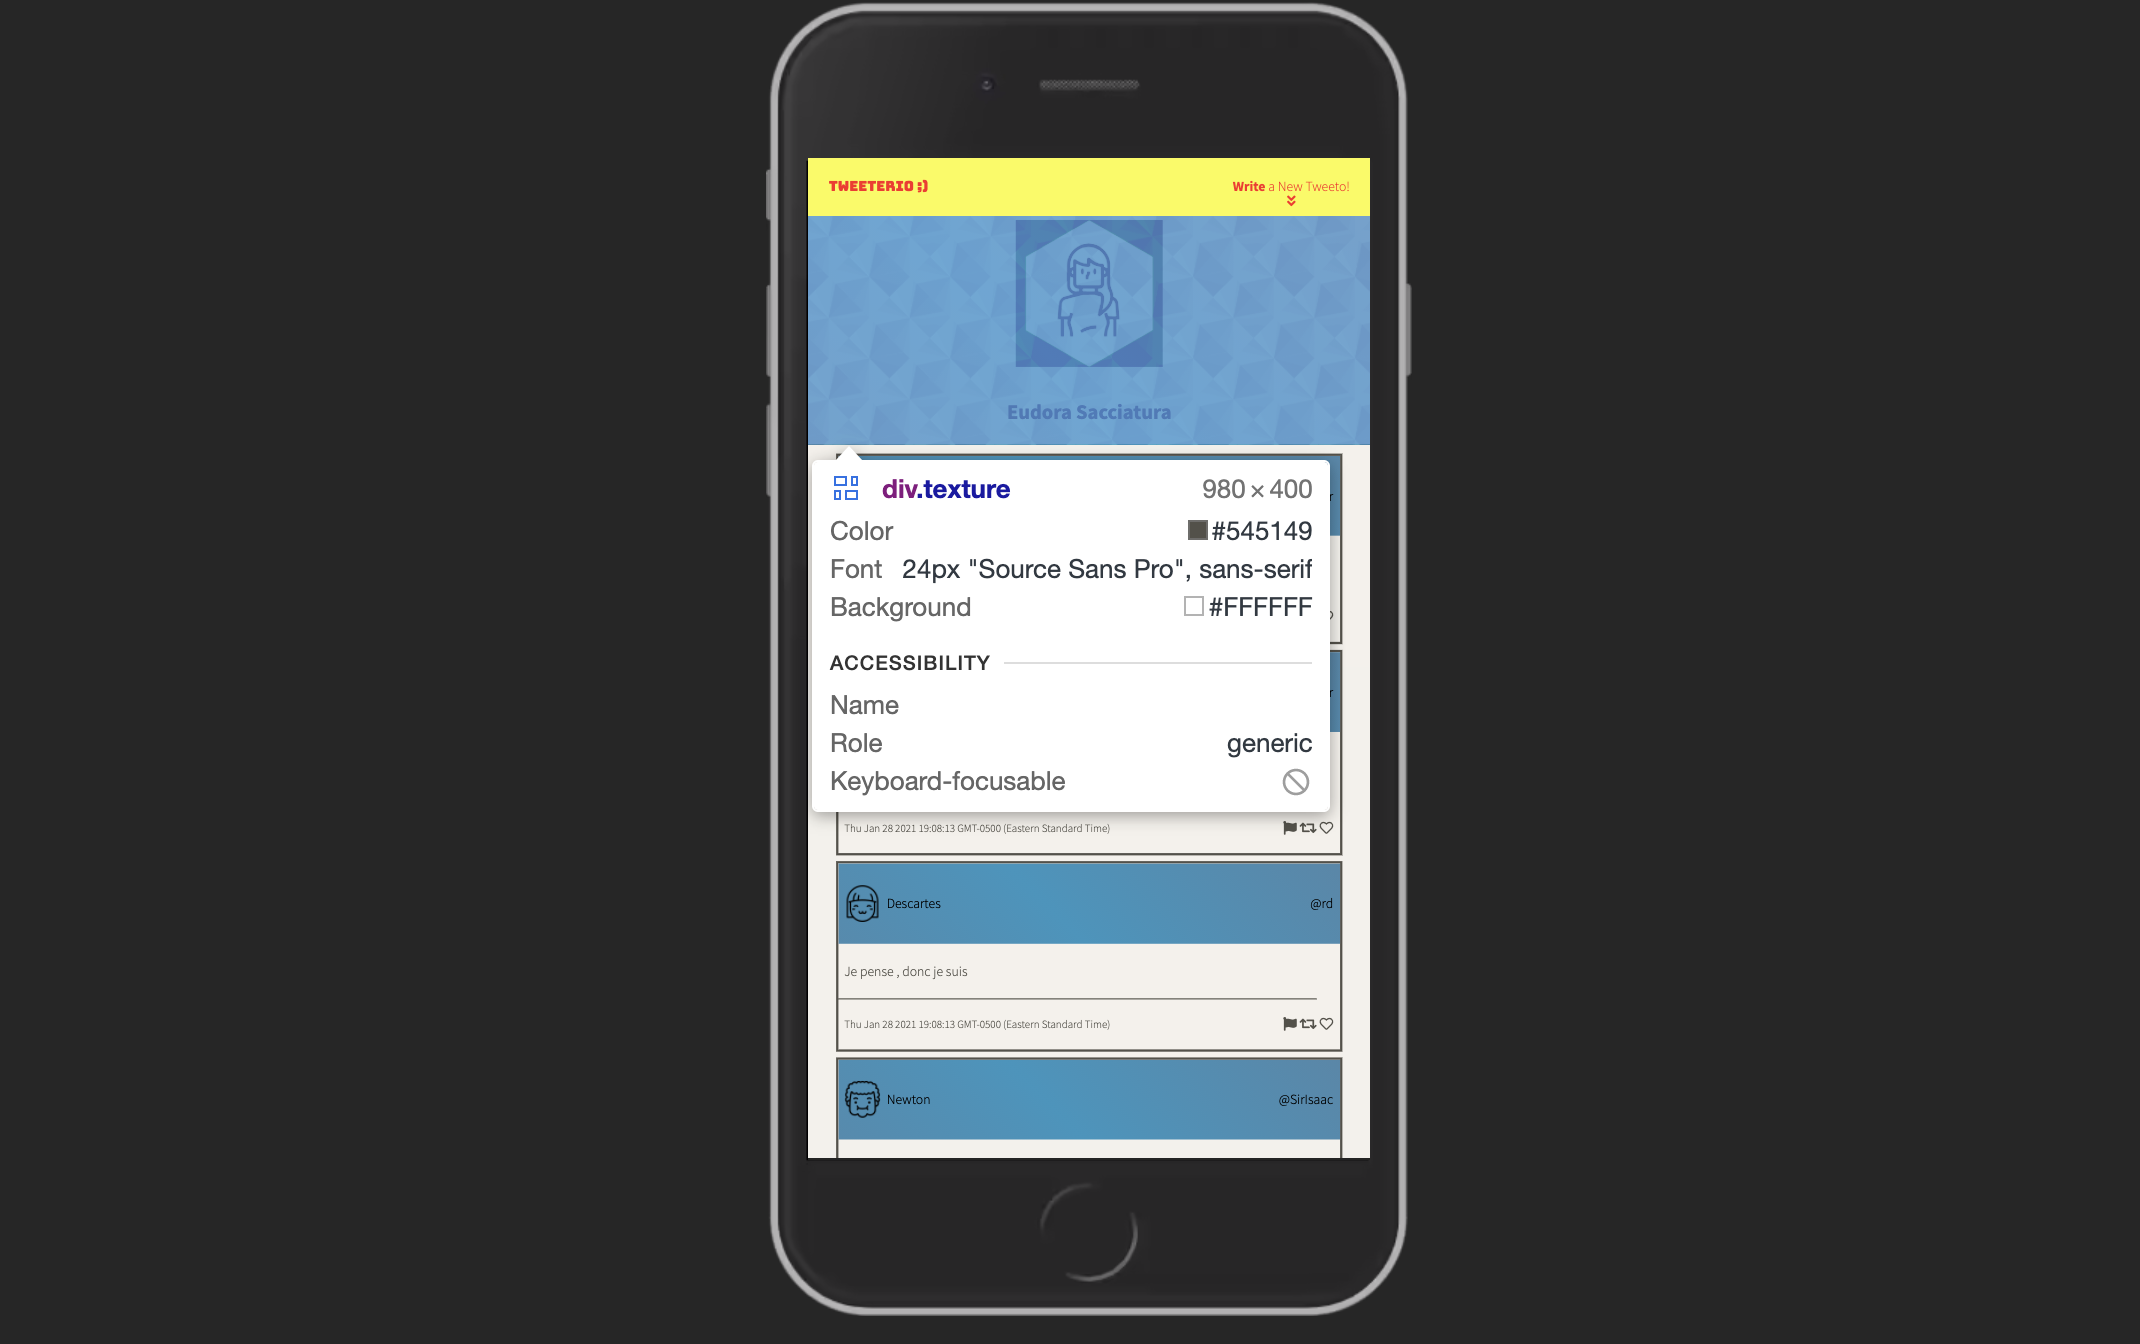 TWEETERIO ;)
Write a New Tweeto!
Eudora Sacciatura
div.texture 980 × 400
Color #545149
Font 24px "Source Sans Pro", sans-serif
Background #FFFFFF
ACCESSIBILITY
Name
Role generic
Keyboard-focusable
Thu Jan 28 2021 19:08:13 GMT-0500 (Eastern Standard Time)
Descartes @rd
Je pense , donc je suis
Thu Jan 28 2021 19:08:13 GMT-0500 (Eastern Standard Time)
Newton @SirIsaac